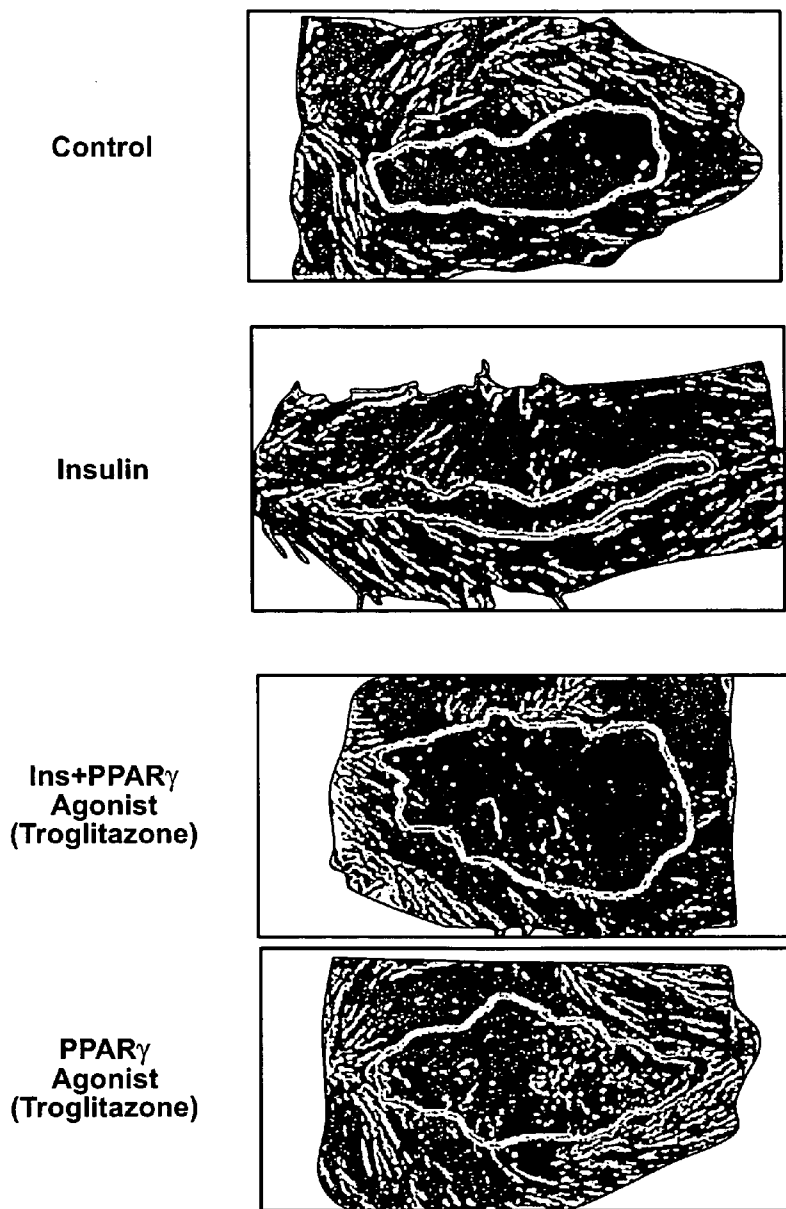 Control
Insulin
Ins+PPARγ
Agonist
(Troglitazone)
PPARγ
Agonist
(Troglitazone)